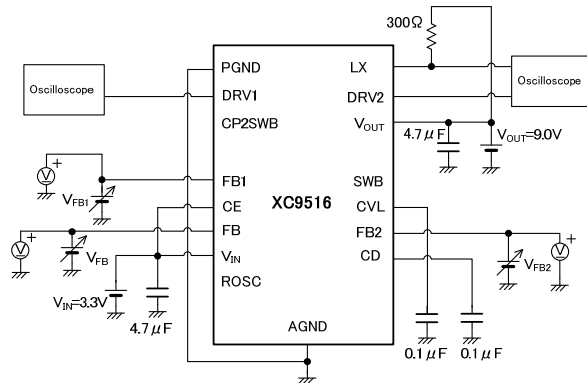 300Ω
PGND
LX
Oscilloscope
Oscilloscope
DRV1
DRV2
CP2SWB
VOUT
4.7μF
VOUT=9.0V
V
+
FB1
SWB
VFB1
XC9516
CE
CVL
V
+
FB
FB2
V
+
VFB
VIN
CD
VFB2
ROSC
VIN=3.3V
4.7μF
AGND
0.1μF
0.1μF